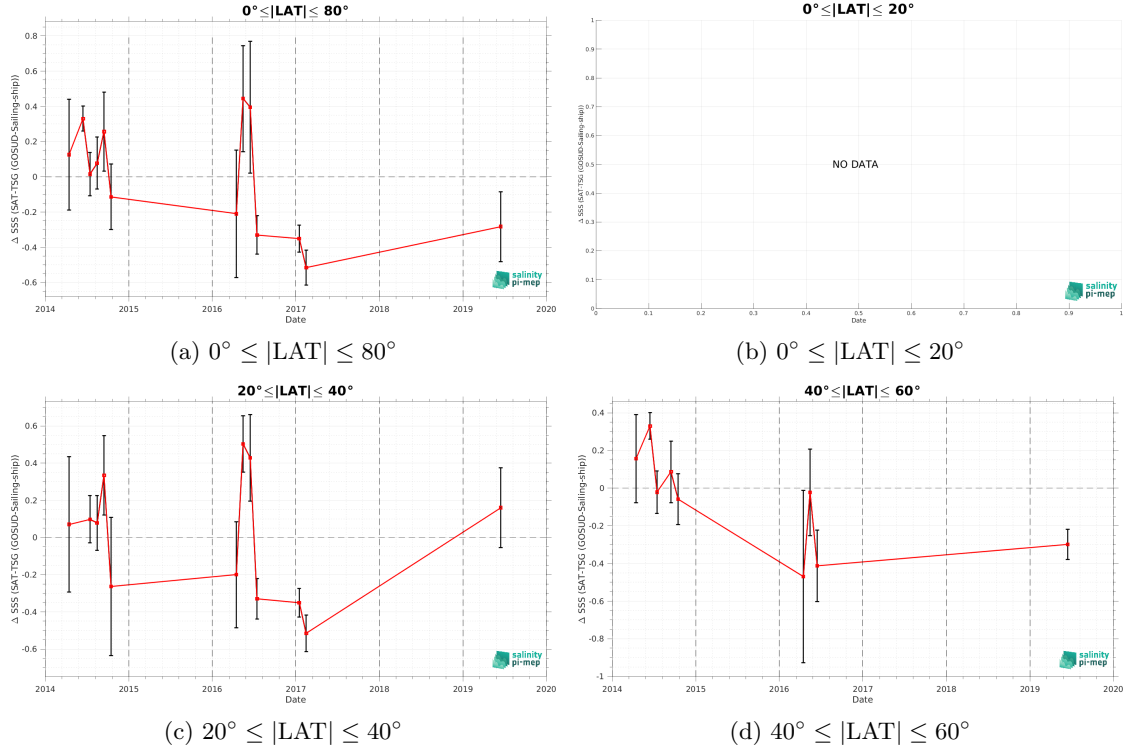 0°≤|LAT|≤ 80°
Δ SSS (SAT-TSG (GOSUD-Sailing-ship))
0.8
0.6
0.4
0.2
0
-0.2
-0.4
-0.6
2014 2015 2016 2017 2018 2019 2020
Date
salinity
pi-mep
(a) 0° ≤ |LAT| ≤ 80°
0°≤|LAT|≤ 20°
Δ SSS (SAT-TSG (GOSUD-Sailing-ship))
1
0.9
0.8
0.7
0.6
0.5
0.4
0.3
0.2
0.1
0
NO DATA
0 0.1 0.2 0.3 0.4 0.5 0.6 0.7 0.8 0.9 1
Date
salinity
pi-mep
(b) 0° ≤ |LAT| ≤ 20°
20°≤|LAT|≤ 40°
Δ SSS (SAT-TSG (GOSUD-Sailing-ship))
0.6
0.4
0.2
0
-0.2
-0.4
-0.6
2014 2015 2016 2017 2018 2019 2020
Date
salinity
pi-mep
(c) 20° ≤ |LAT| ≤ 40°
40°≤|LAT|≤ 60°
Δ SSS (SAT-TSG (GOSUD-Sailing-ship))
0.4
0.2
0
-0.2
-0.4
-0.6
-0.8
-1
2014 2015 2016 2017 2018 2019 2020
Date
salinity
pi-mep
(d) 40° ≤ |LAT| ≤ 60°